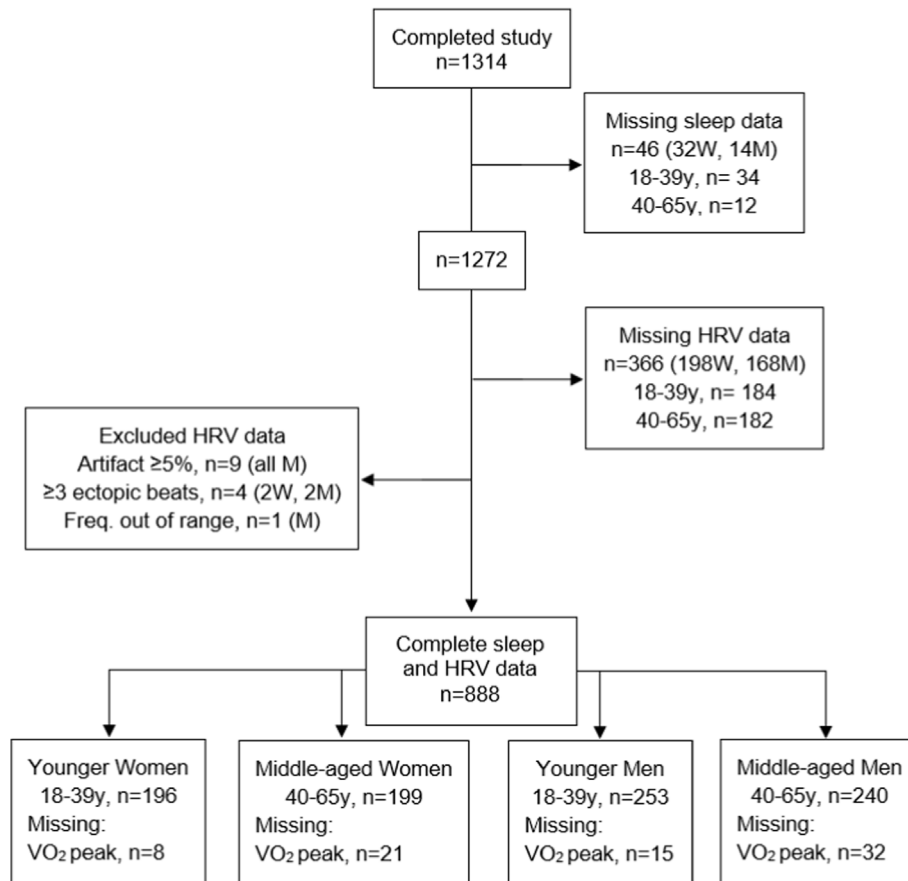 Completed study
n=1314
Missing sleep data
n=46 (32W, 14M)
18-39y, n= 34
40-65y, n=12
n=1272
Missing HRV data
n=366 (198W, 168M)
18-39y, n= 184
40-65y, n=182
Excluded HRV data
Artifact ≥5%, n=9 (all M)
≥3 ectopic beats, n=4 (2W, 2M)
Freq. out of range, n=1 (M)
Complete sleep
and HRV data
n=888
Younger Women
18-39y, n=196
Missing:
VO₂ peak, n=8
Middle-aged Women
40-65y, n=199
Missing:
VO₂ peak, n=21
Younger Men
18-39y, n=253
Missing:
VO₂ peak, n=15
Middle-aged Men
40-65y, n=240
Missing:
VO₂ peak, n=32